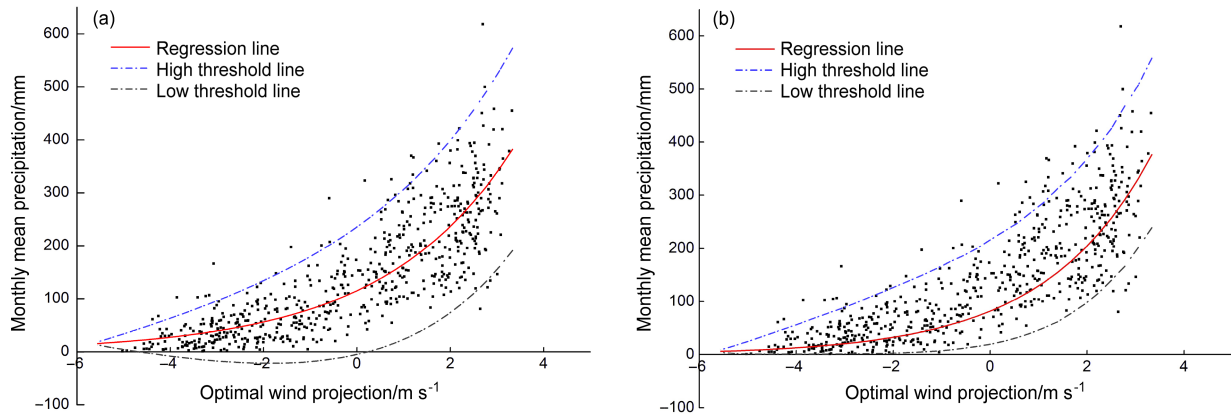 (a)
Regression line
High threshold line
Low threshold line
Monthly mean precipitation/mm
600
500
400
300
200
100
0
−100
−6
−4
−2
0
2
4
Optimal wind projection/m s⁻¹
(b)
Regression line
High threshold line
Low threshold line
Monthly mean precipitation/mm
600
500
400
300
200
100
0
−100
−6
−4
−2
0
2
4
Optimal wind projection/m s⁻¹